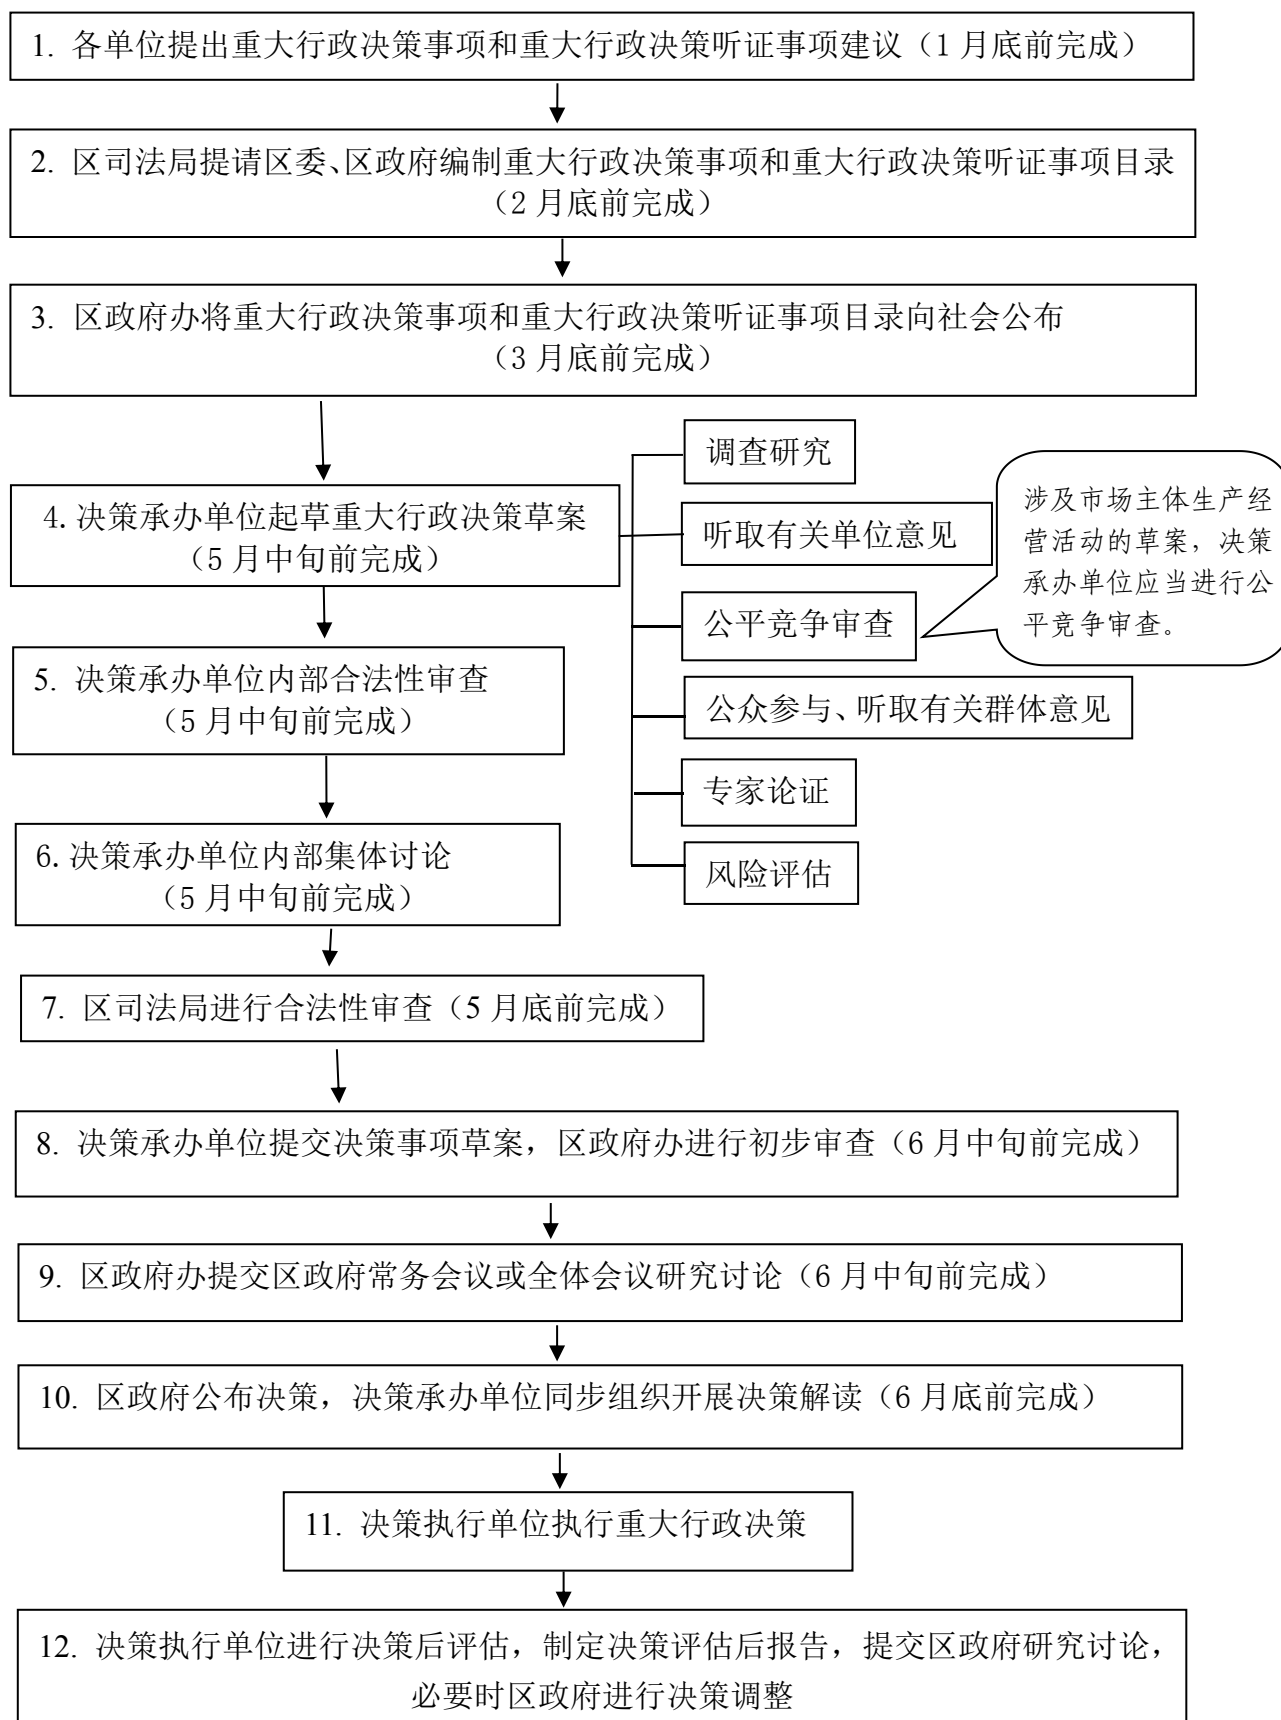 1. 各单位提出重大行政决策事项和重大行政决策听证事项建议（1月底前完成）
2. 区司法局提请区委、区政府编制重大行政决策事项和重大行政决策听证事项目录
（2月底前完成）
3. 区政府办将重大行政决策事项和重大行政决策听证事项目录向社会公布
（3月底前完成）
4. 决策承办单位起草重大行政决策草案
（5月中旬前完成）
调查研究
听取有关单位意见
公平竞争审查
公众参与、听取有关群体意见
专家论证
风险评估
涉及市场主体生产经
营活动的草案，决策
承办单位应当进行公
平竞争审查。
5. 决策承办单位内部合法性审查
（5月中旬前完成）
6. 决策承办单位内部集体讨论
（5月中旬前完成）
7. 区司法局进行合法性审查（5月底前完成）
8. 决策承办单位提交决策事项草案，区政府办进行初步审查（6月中旬前完成）
9. 区政府办提交区政府常务会议或全体会议研究讨论（6月中旬前完成）
10. 区政府公布决策，决策承办单位同步组织开展决策解读（6月底前完成）
11. 决策执行单位执行重大行政决策
12. 决策执行单位进行决策后评估，制定决策评估后报告，提交区政府研究讨论，
必要时区政府进行决策调整